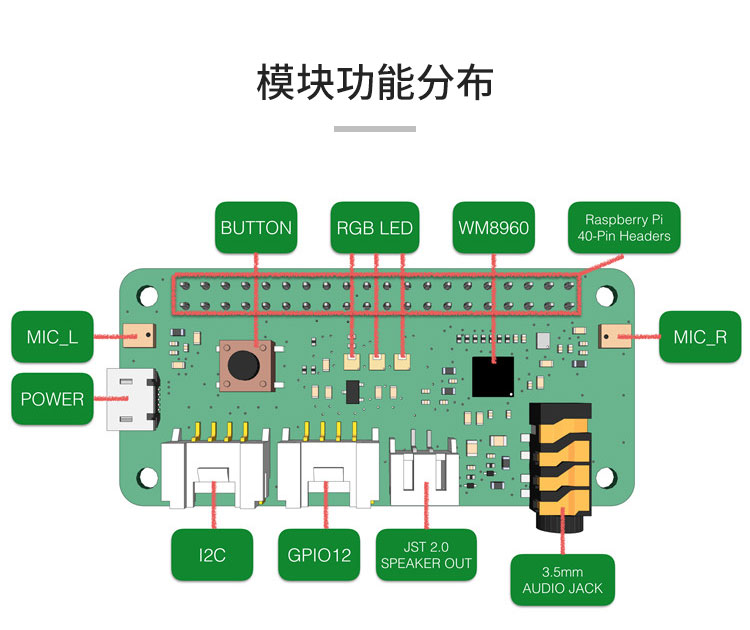 模块功能分布
BUTTON
RGB LED
WM8960
Raspberry Pi
40-Pin Headers
MIC_L
MIC_R
POWER
I2C
GPIO12
JST 2.0
SPEAKER OUT
3.5mm
AUDIO JACK